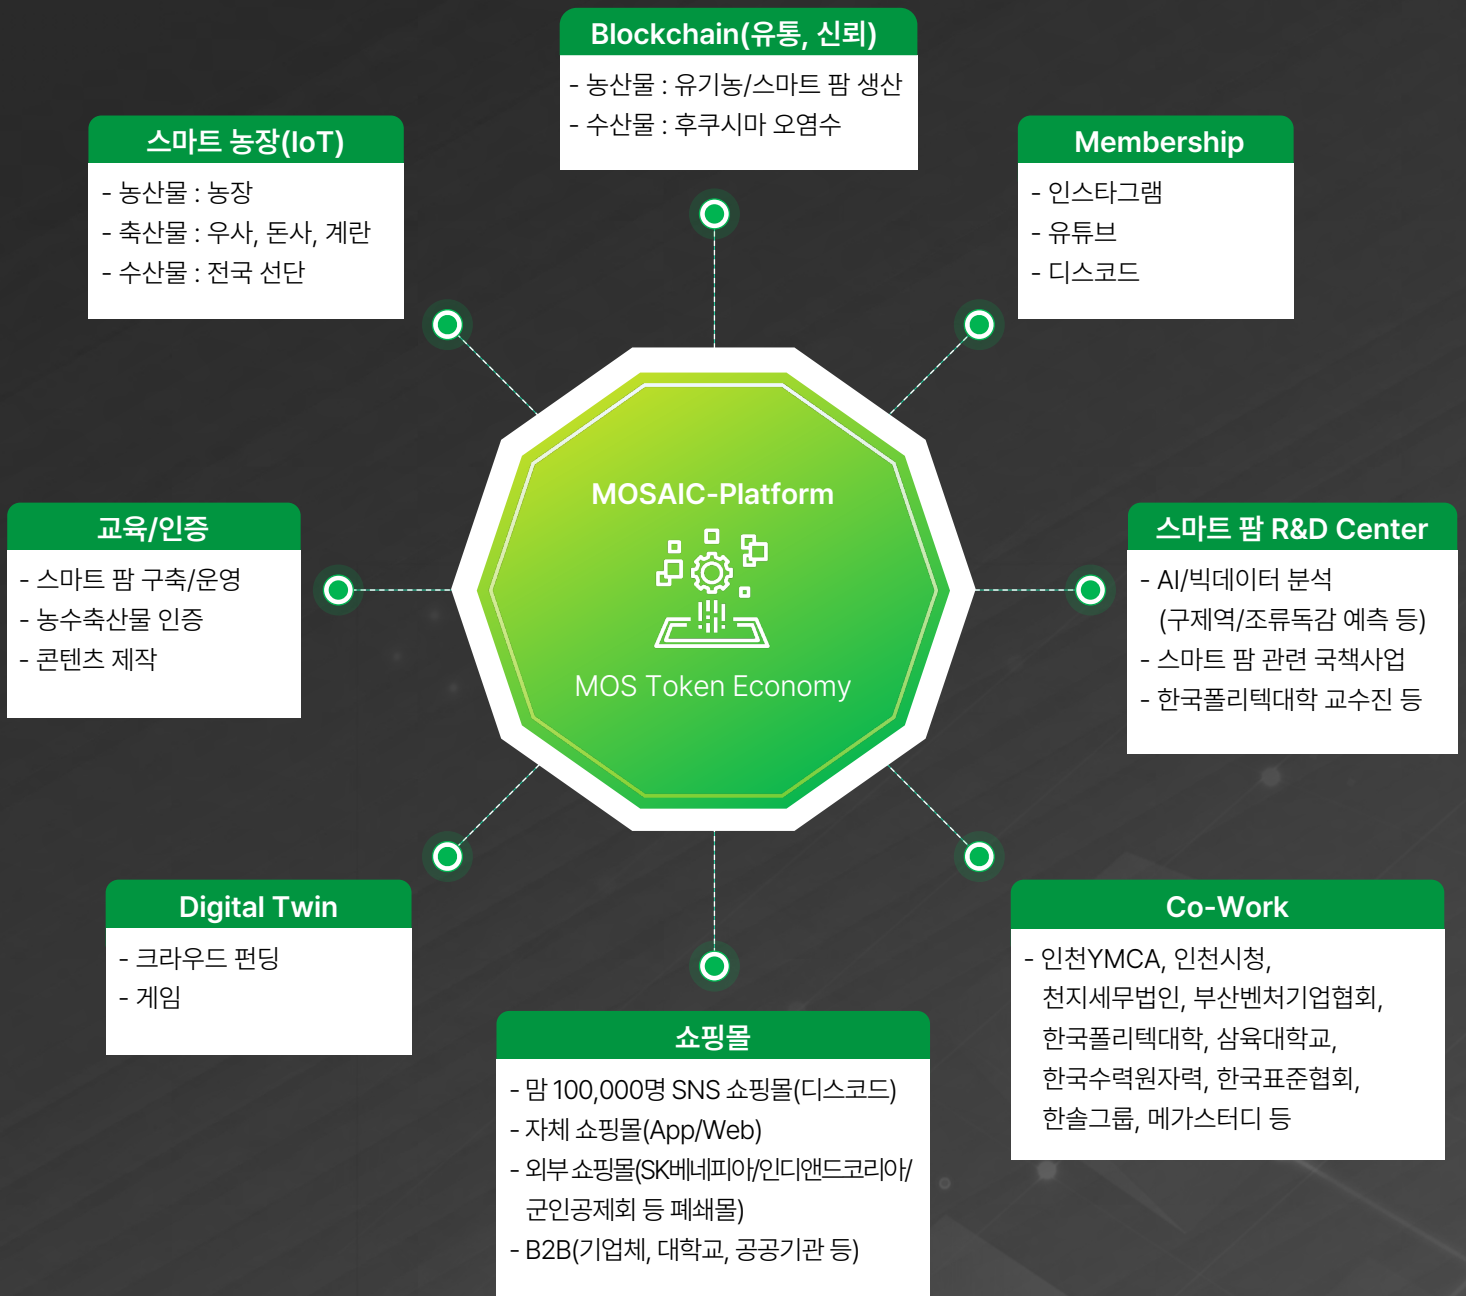 Blockchain(유통, 신뢰)
- 농산물 : 유기농/스마트 팜 생산
- 수산물 : 후쿠시마 오염수
스마트 농장(IoT)
- 농산물 : 농장
- 축산물 : 우사, 돈사, 계란
- 수산물 : 전국 선단
Membership
- 인스타그램
- 유튜브
- 디스코드
MOSAIC-Platform
MOS Token Economy
교육/인증
- 스마트 팜 구축/운영
- 농수축산물 인증
- 콘텐츠 제작
스마트 팜 R&D Center
- AI/빅데이터 분석
(구제역/조류독감 예측 등)
- 스마트 팜 관련 국책사업
- 한국폴리텍대학 교수진 등
Digital Twin
- 크라우드 펀딩
- 게임
쇼핑몰
- 맘 100,000명 SNS 쇼핑몰(디스코드)
- 자체 쇼핑몰(App/Web)
- 외부 쇼핑몰(SK베네피아/인디앤드코리아/
군인공제회 등 폐쇄몰)
- B2B(기업체, 대학교, 공공기관 등)
Co-Work
- 인천YMCA, 인천시청,
천지세무법인, 부산벤처기업협회,
한국폴리텍대학, 삼육대학교,
한국수력원자력, 한국표준협회,
한솔그룹, 메가스터디 등